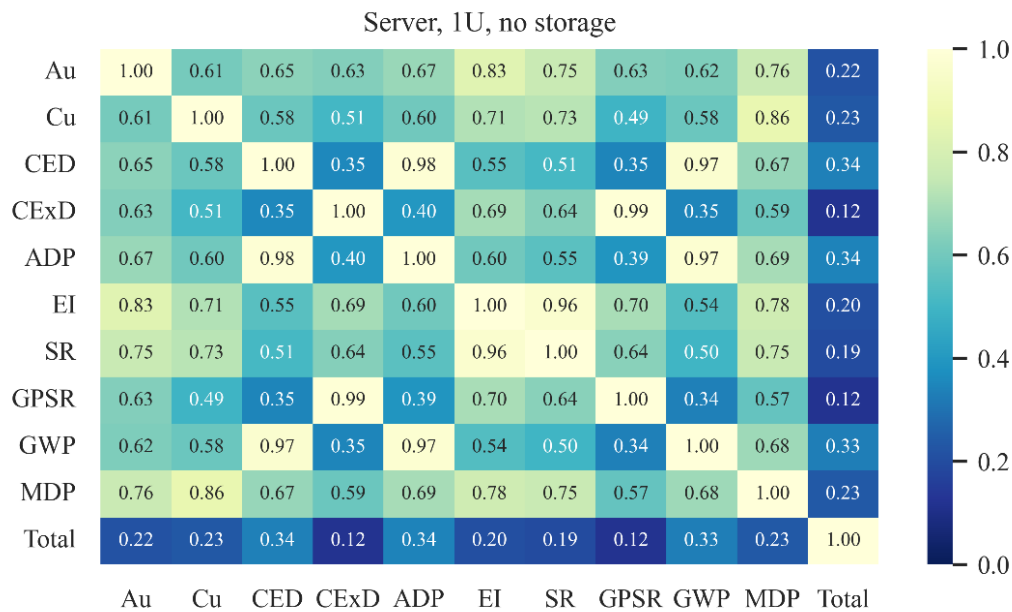 Server, 1U, no storage
Au 1.00 0.61 0.65 0.63 0.67 0.83 0.75 0.63 0.62 0.76 0.22
Cu 0.61 1.00 0.58 0.51 0.60 0.71 0.73 0.49 0.58 0.86 0.23
CED 0.65 0.58 1.00 0.35 0.98 0.55 0.51 0.35 0.97 0.67 0.34
CExD 0.63 0.51 0.35 1.00 0.40 0.69 0.64 0.99 0.35 0.59 0.12
ADP 0.67 0.60 0.98 0.40 1.00 0.60 0.55 0.39 0.97 0.69 0.34
EI 0.83 0.71 0.55 0.69 0.60 1.00 0.96 0.70 0.54 0.78 0.20
SR 0.75 0.73 0.51 0.64 0.55 0.96 1.00 0.64 0.50 0.75 0.19
GPSR 0.63 0.49 0.35 0.99 0.39 0.70 0.64 1.00 0.34 0.57 0.12
GWP 0.62 0.58 0.97 0.35 0.97 0.54 0.50 0.34 1.00 0.68 0.33
MDP 0.76 0.86 0.67 0.59 0.69 0.78 0.75 0.57 0.68 1.00 0.23
Total 0.22 0.23 0.34 0.12 0.34 0.20 0.19 0.12 0.33 0.23 1.00
Au Cu CED CExD ADP EI SR GPSR GWP MDP Total
1.0
0.8
0.6
0.4
0.2
0.0